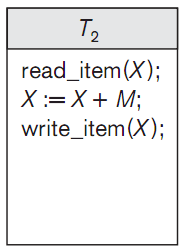 T₂
read_item(X);
X := X + M;
write_item(X);